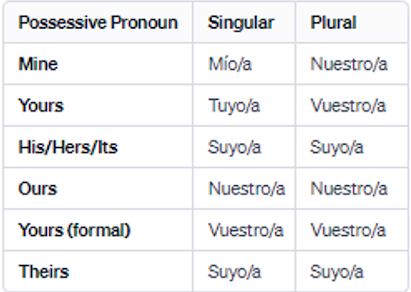 Possessive Pronoun Singular Plural
Mine Mío/a Nuestro/a
Yours Tuyo/a Vuestro/a
His/Hers/Its Suyo/a Suyo/a
Ours Nuestro/a Nuestro/a
Yours (formal) Vuestro/a Vuestro/a
Theirs Suyo/a Suyo/a